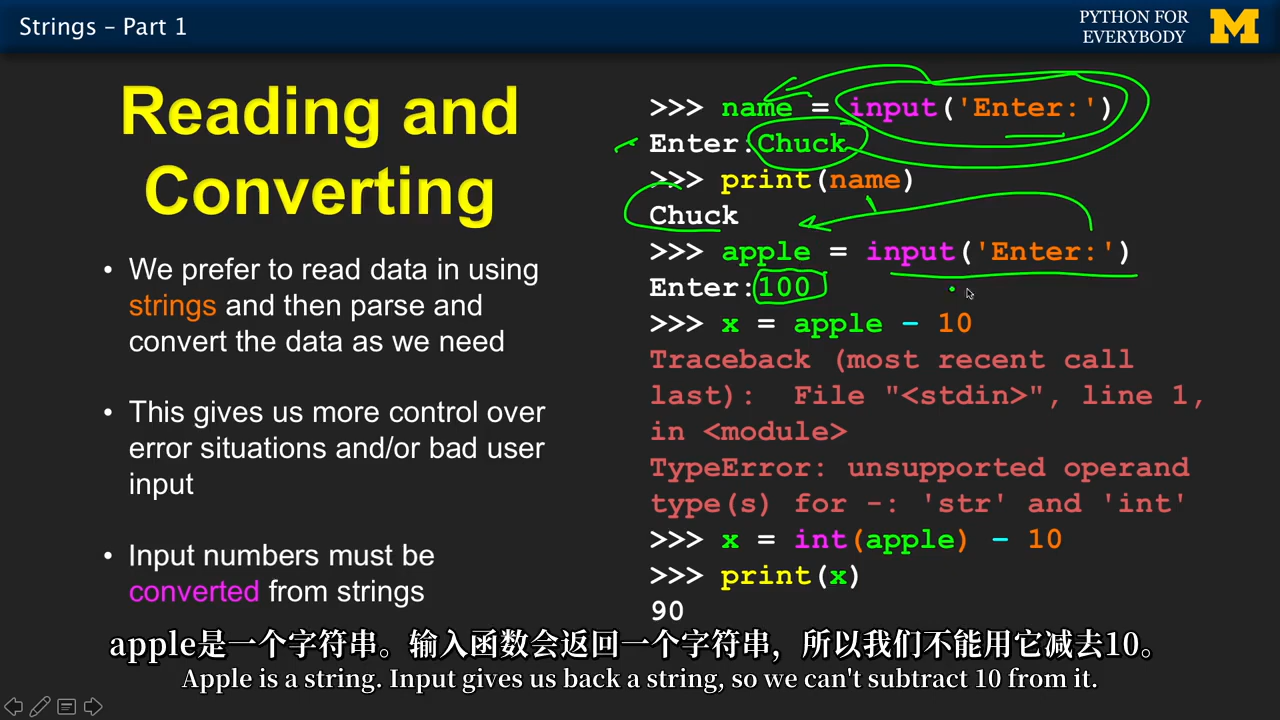 Strings – Part 1
PYTHON FOR
EVERYBODY
M
Reading and
Converting
• We prefer to read data in using
strings and then parse and
convert the data as we need
• This gives us more control over
error situations and/or bad user
input
• Input numbers must be
converted from strings
>>> name = input('Enter:')
Enter:Chuck
>>> print(name)
Chuck
>>> apple = input('Enter:')
Enter:100
>>> x = apple – 10
Traceback (most recent call
last):  File "<stdin>", line 1,
in <module>
TypeError: unsupported operand
type(s) for -: 'str' and 'int'
>>> x = int(apple) – 10
>>> print(x)
90
apple是一个字符串。输入函数会返回一个字符串，所以我们不能用它减去10。
Apple is a string. Input gives us back a string, so we can't subtract 10 from it.